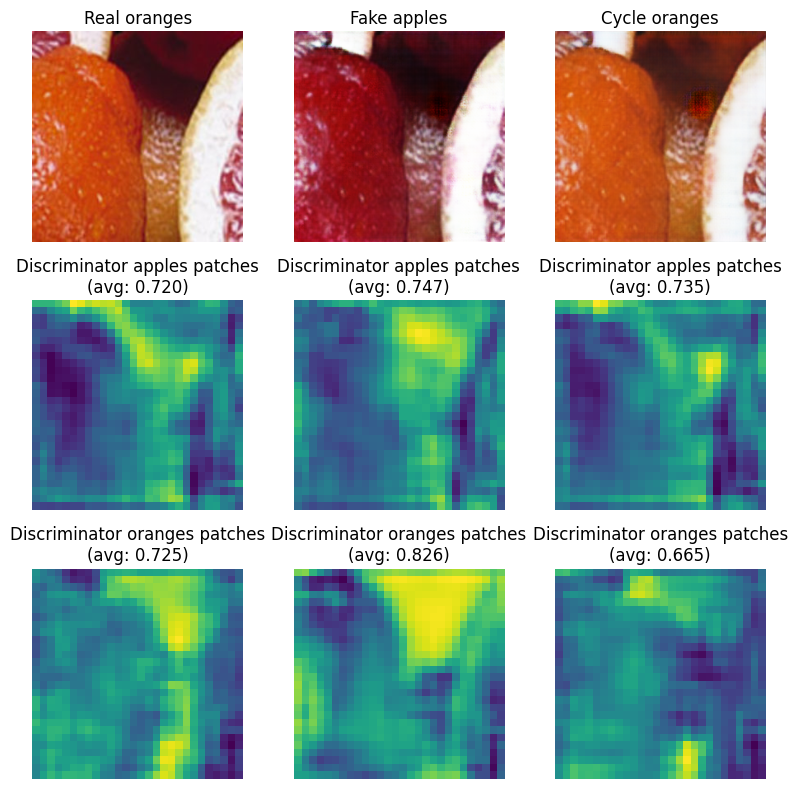 Real oranges
Fake apples
Cycle oranges
Discriminator apples patches
(avg: 0.720)
Discriminator apples patches
(avg: 0.747)
Discriminator apples patches
(avg: 0.735)
Discriminator oranges patches
(avg: 0.725)
Discriminator oranges patches
(avg: 0.826)
Discriminator oranges patches
(avg: 0.665)